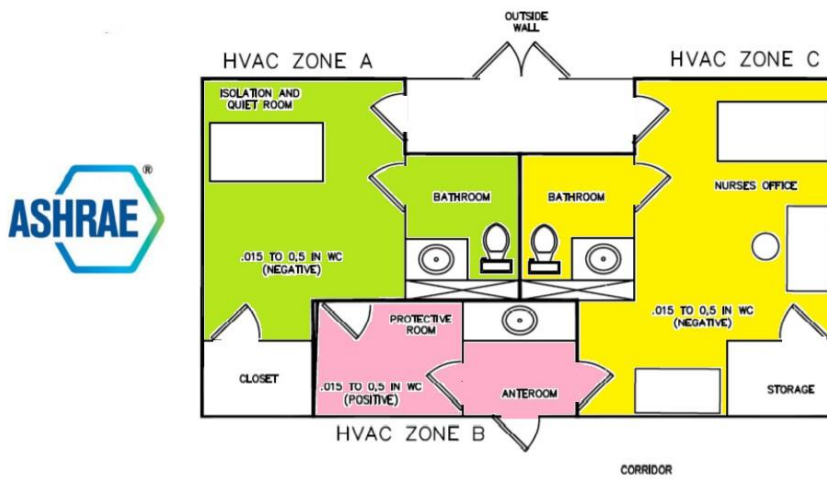 OUTSIDE
WALL
HVAC ZONE A
HVAC ZONE C
ISOLATION AND
QUIET ROOM
ASHRAE®
BATHROOM
BATHROOM
NURSES OFFICE
.015 TO 0,5 IN WC
(NEGATIVE)
.015 TO 0,5 IN WC
(NEGATIVE)
PROTECTIVE
ROOM
CLOSET
.015 TO 0,5 IN WC
(POSITIVE)
ANTEROOM
STORAGE
HVAC ZONE B
CORRIDOR